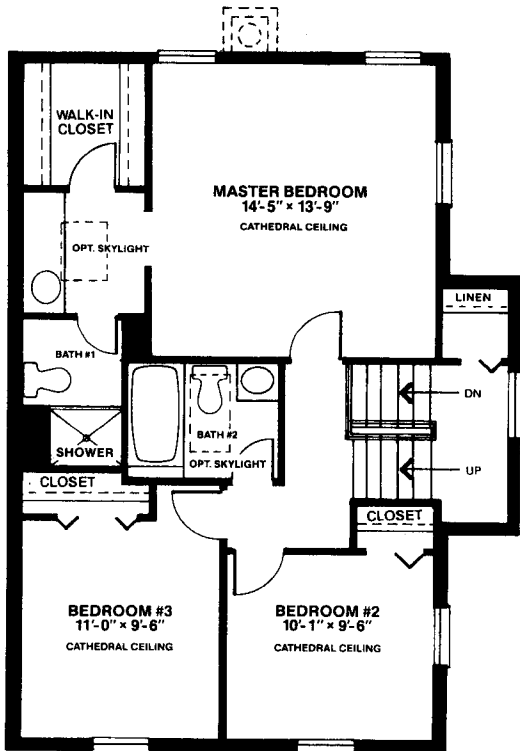 WALK-IN
CLOSET
MASTER BEDROOM
14'-5" × 13'-9"
CATHEDRAL CEILING
OPT. SKYLIGHT
LINEN
BATH #1
DN
BATH #2
SHOWER
OPT. SKYLIGHT
UP
CLOSET
CLOSET
BEDROOM #3
11'-0" × 9'-6"
CATHEDRAL CEILING
BEDROOM #2
10'-1" × 9'-6"
CATHEDRAL CEILING